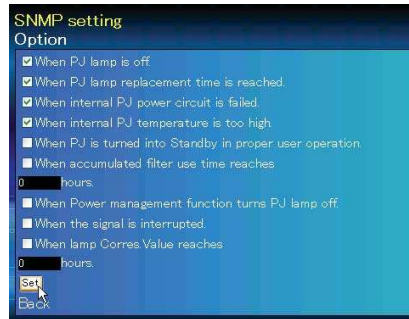 SNMP setting
Option
When PJ lamp is off.
When PJ lamp replacement time is reached.
When internal PJ power circuit is failed.
When internal PJ temperature is too high.
When PJ is turned into Standby in proper user operation.
When accumulated filter use time reaches
0 hours.
When Power management function turns PJ lamp off.
When the signal is interrupted.
When lamp Corres.Value reaches
0 hours.
Set
Back